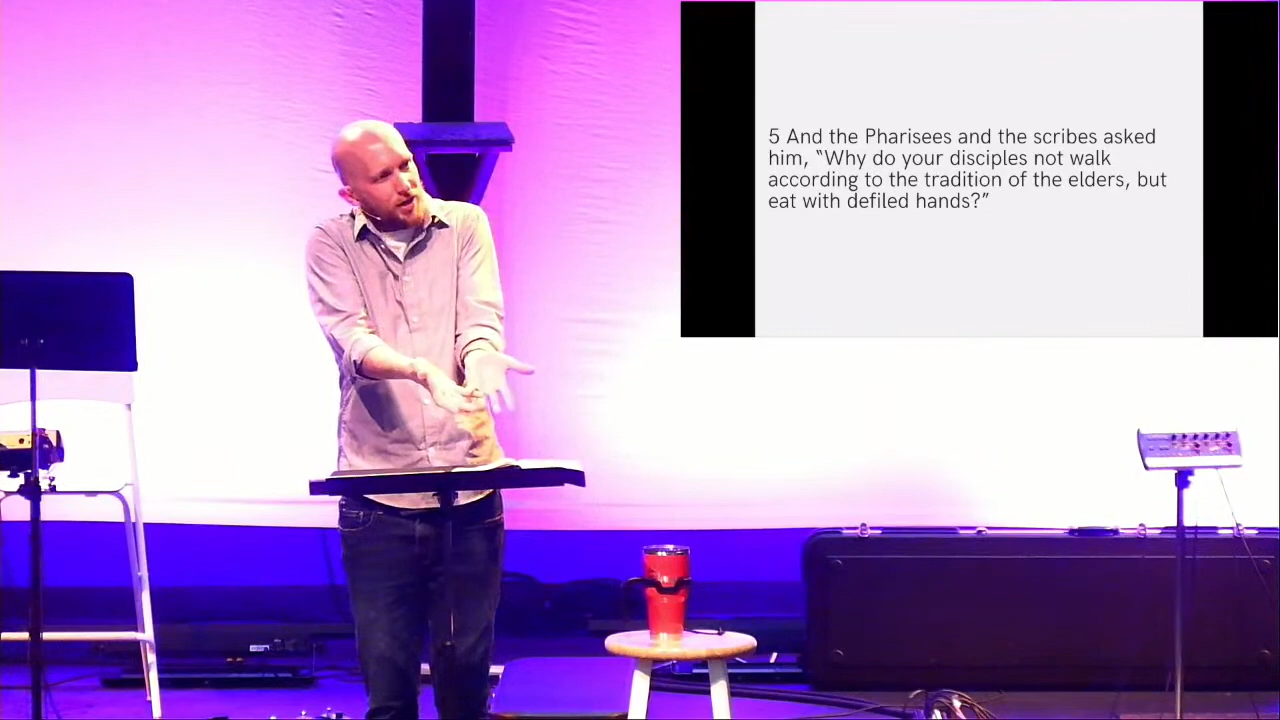 5 And the Pharisees and the scribes asked
him, “Why do your disciples not walk
according to the tradition of the elders, but
eat with defiled hands?”